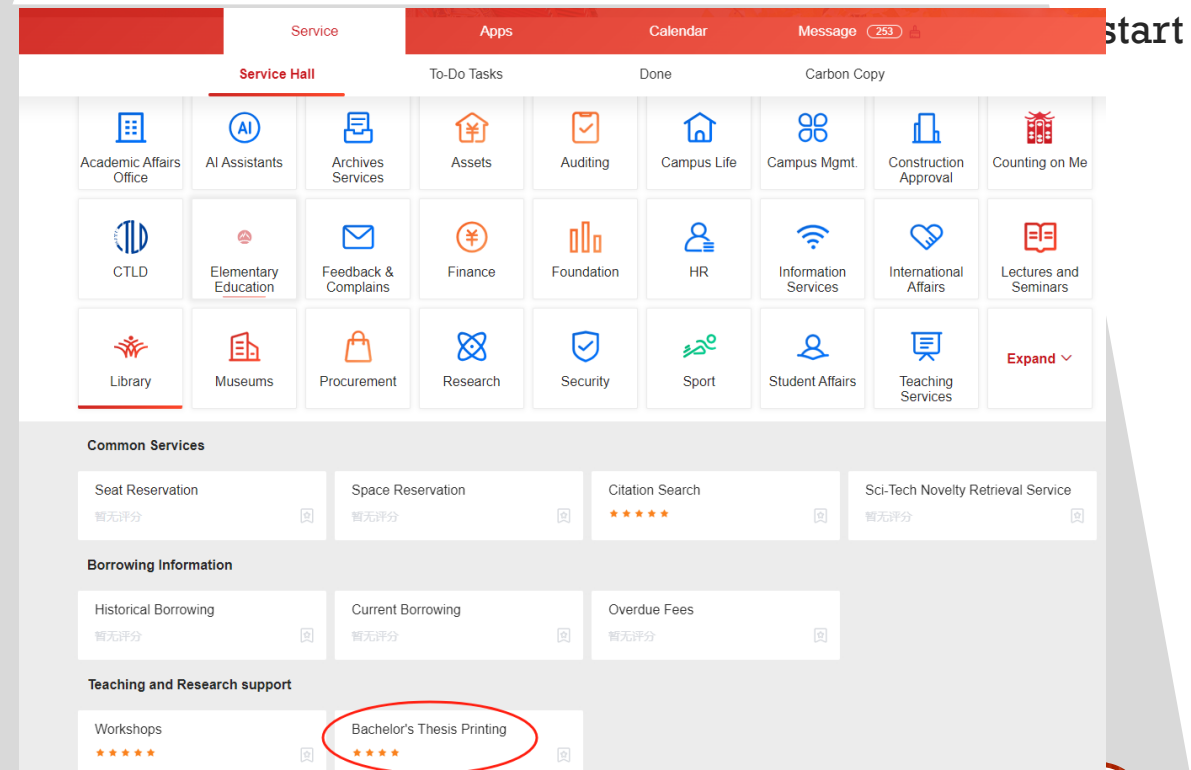 start
Service Apps Calendar Message 253
Service Hall To-Do Tasks Done Carbon Copy
AI
Academic Affairs Office
AI Assistants
Archives Services
Assets
Auditing
Campus Life
Campus Mgmt.
Construction Approval
Counting on Me
CTLD
CTLD
Elementary Education
Feedback & Complains
Finance
Foundation
HR
Information Services
International Affairs
Lectures and Seminars
Library
Museums
Procurement
Research
Security
Sport
Student Affairs
Teaching Services
Expand
Common Services
Seat Reservation
暂无评分
Space Reservation
暂无评分
Citation Search
Sci-Tech Novelty Retrieval Service
暂无评分
Borrowing Information
Historical Borrowing
暂无评分
Current Borrowing
暂无评分
Overdue Fees
暂无评分
Teaching and Research support
Workshops
Bachelor's Thesis Printing